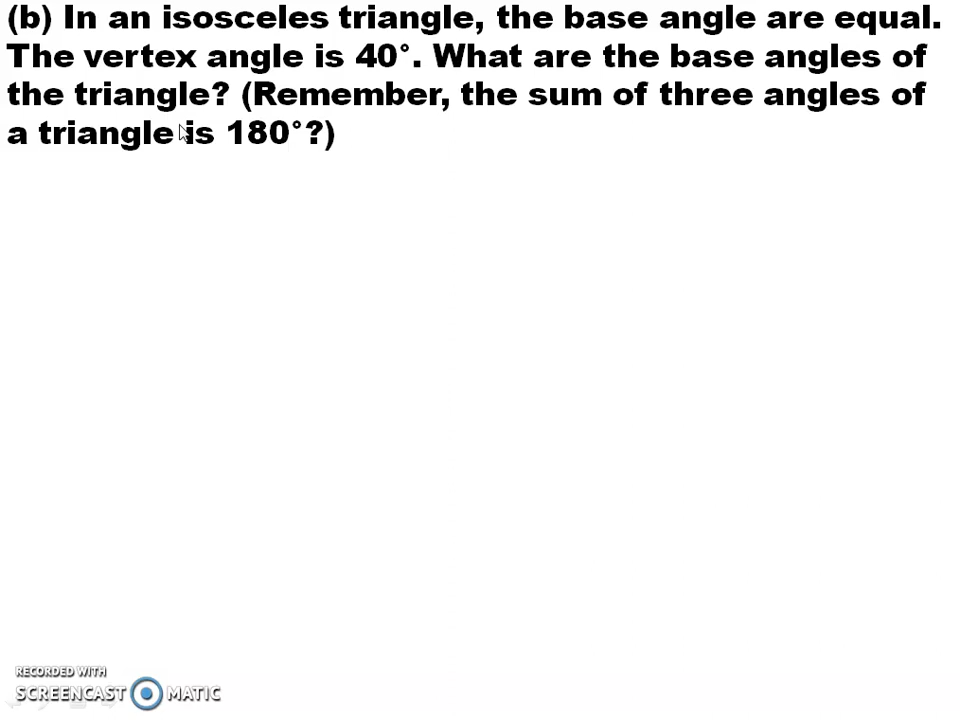 (b) In an isosceles triangle, the base angle are equal.
The vertex angle is 40°. What are the base angles of
the triangle? (Remember, the sum of three angles of
a triangle is 180°?)
RECORDED WITH
SCREENCAST MATIC